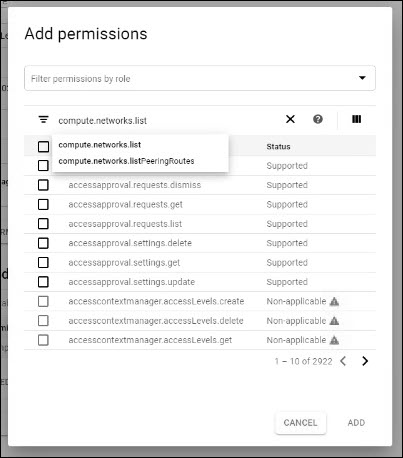 Add permissions
Filter permissions by role
compute.networks.list
compute.networks.list
compute.networks.listPeeringRoutes
Status
Supported
accessapproval.requests.dismiss Supported
accessapproval.requests.get Supported
accessapproval.requests.list Supported
accessapproval.settings.delete Supported
accessapproval.settings.get Supported
accessapproval.settings.update Supported
accesscontextmanager.accessLevels.create Non-applicable
accesscontextmanager.accessLevels.delete Non-applicable
accesscontextmanager.accessLevels.get Non-applicable
1 – 10 of 2922
CANCEL ADD